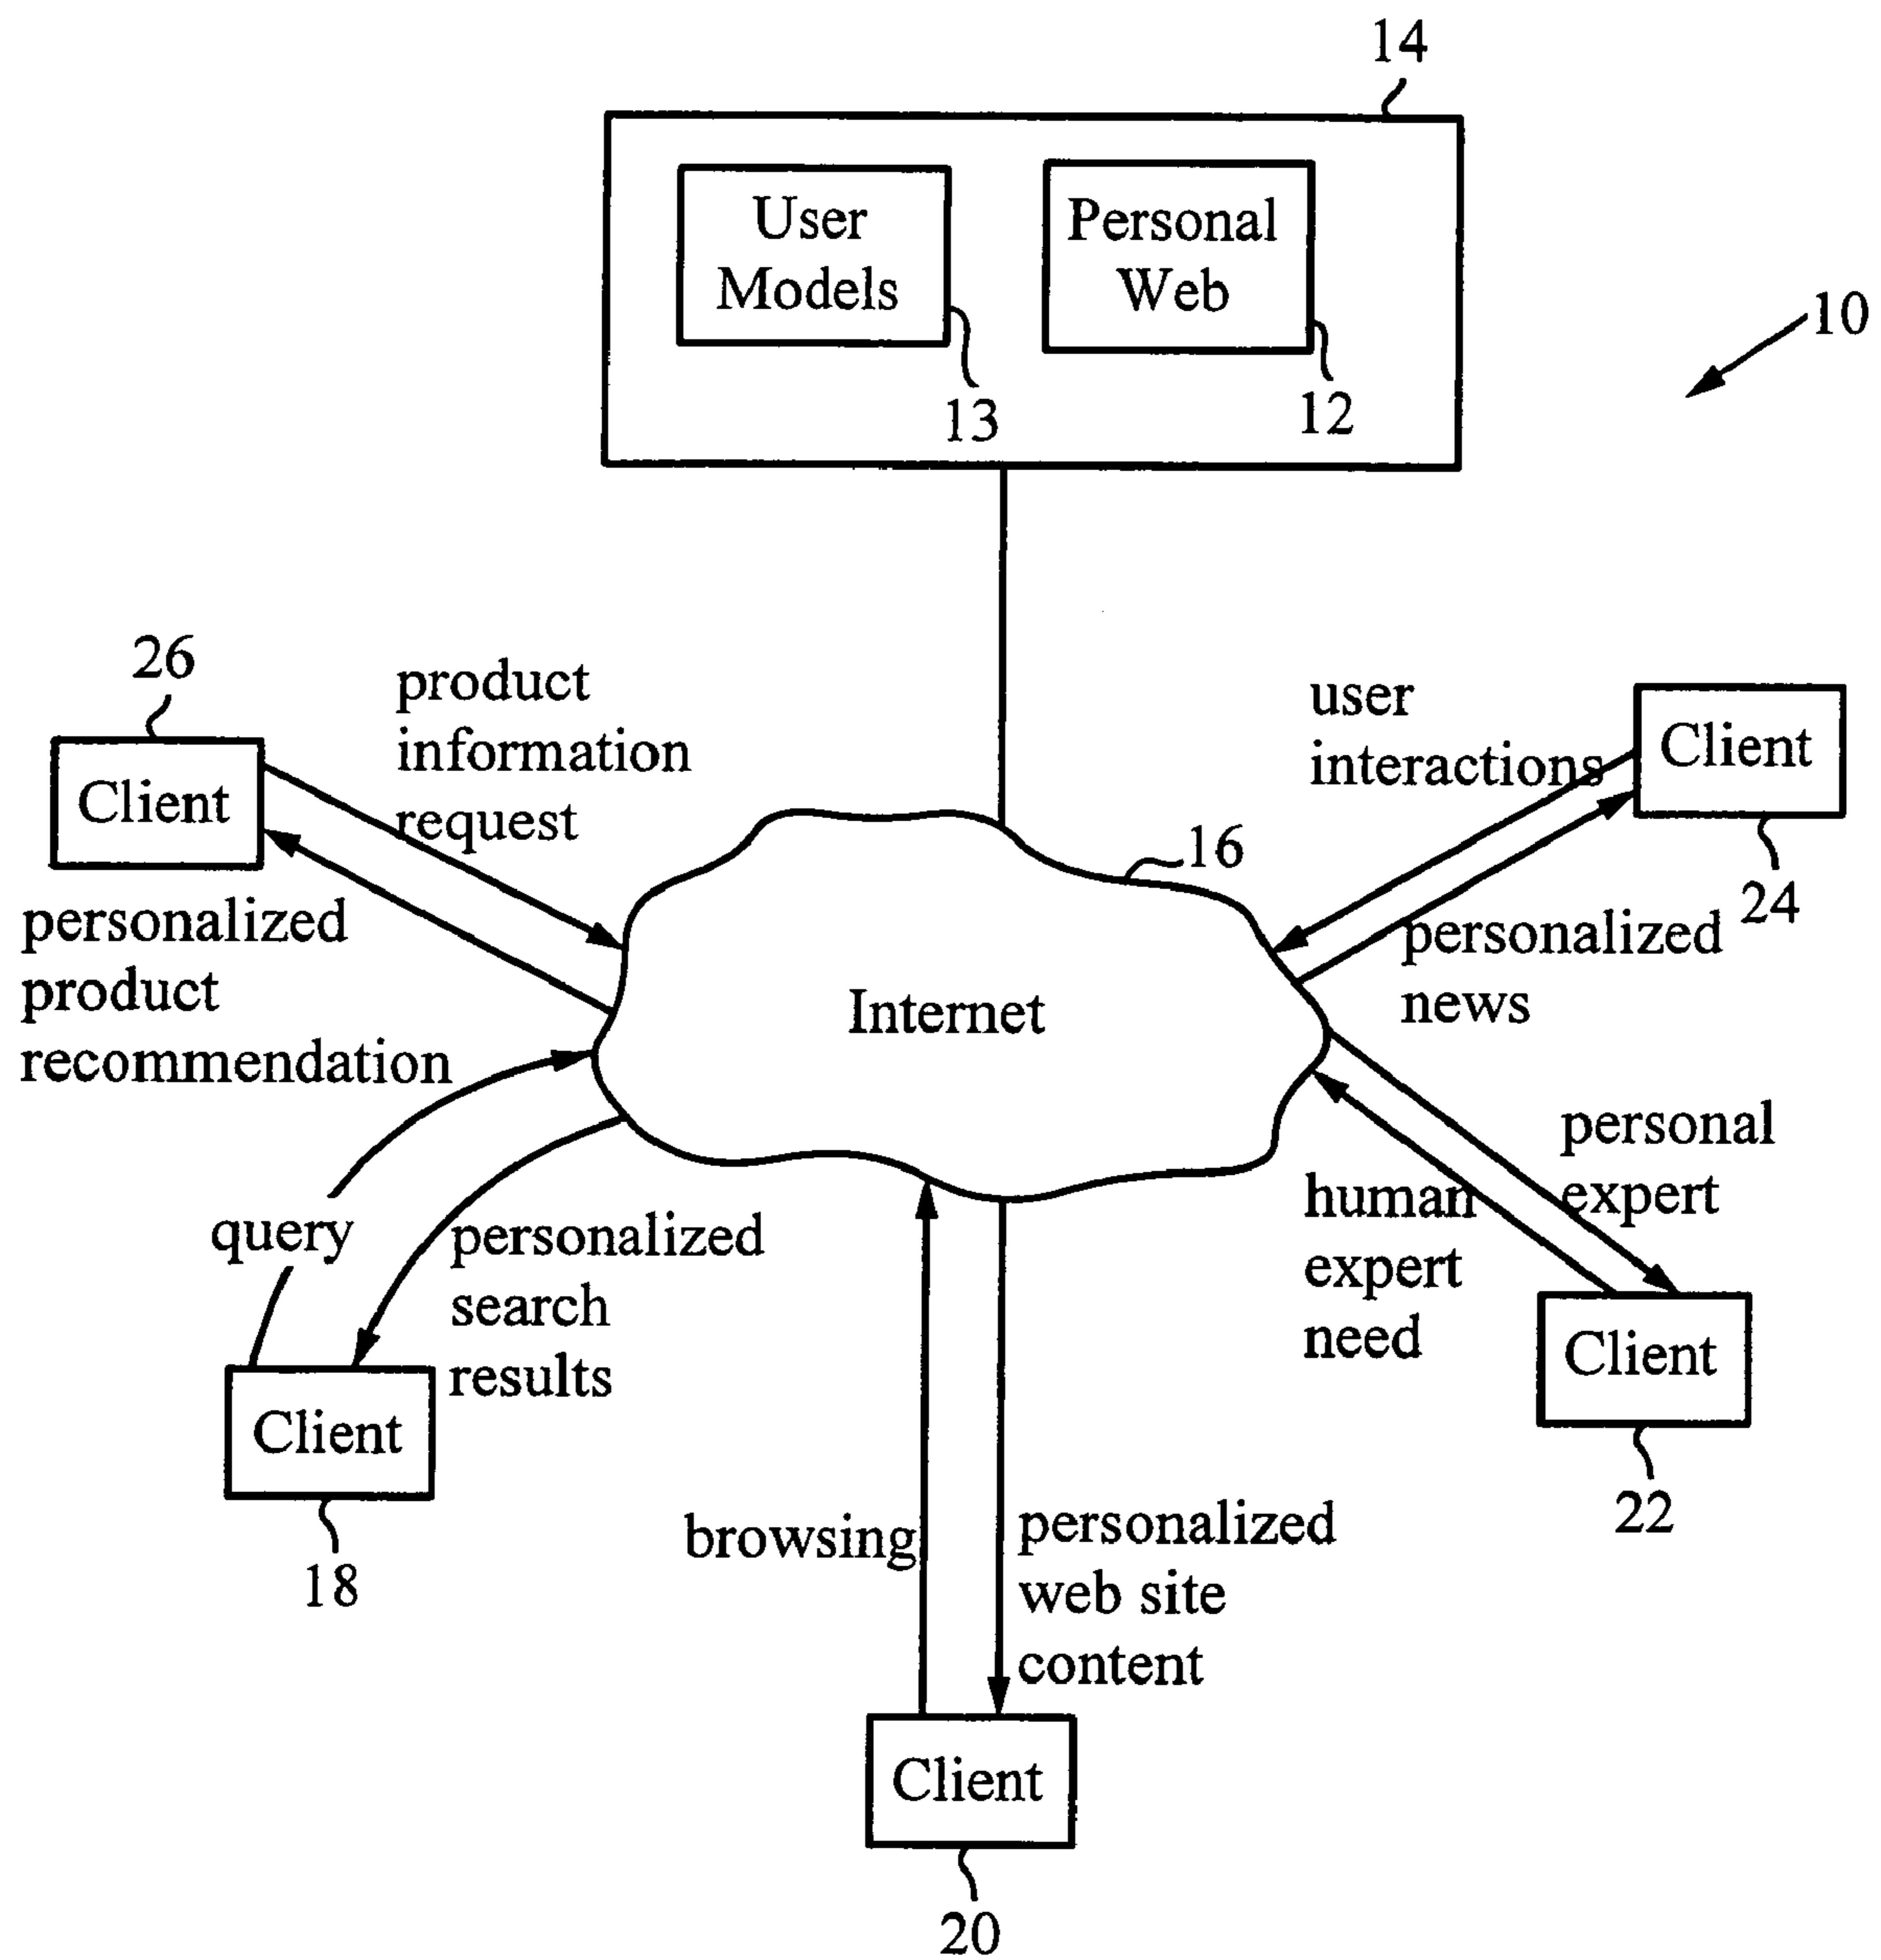 14
User
Models
Personal
Web
10
13
12
26
product
information
request
Client
user
interactions
Client
24
16
personalized
product
recommendation
personalized
news
Internet
query
personalized
search
results
personal
expert
human
expert
need
Client
18
Client
22
browsing
personalized
web site
content
Client
20